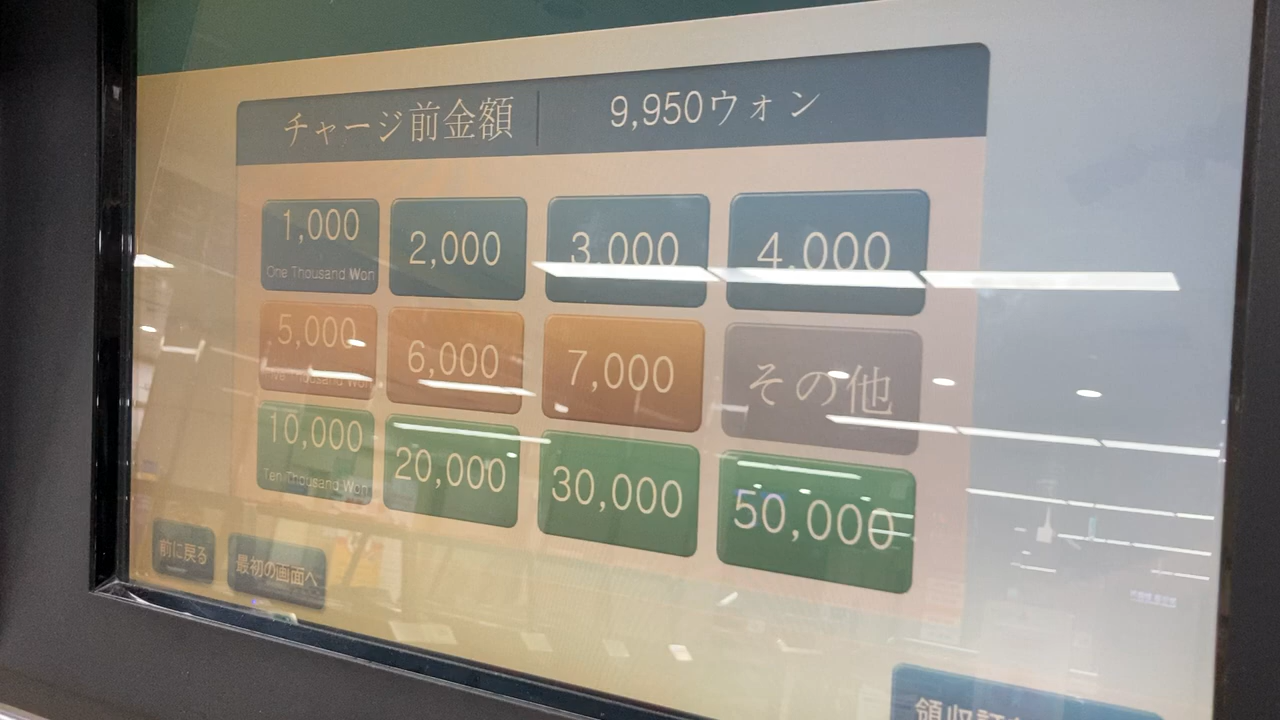 チャージ前金額 9,950ウォン
1,000 2,000 3,000 4,000
One Thousand Won
5,000 6,000 7,000 その他
Five Thousand Won
10,000 20,000 30,000 50,000
Ten Thousand Won
前に戻る 最初の画面へ
領収証